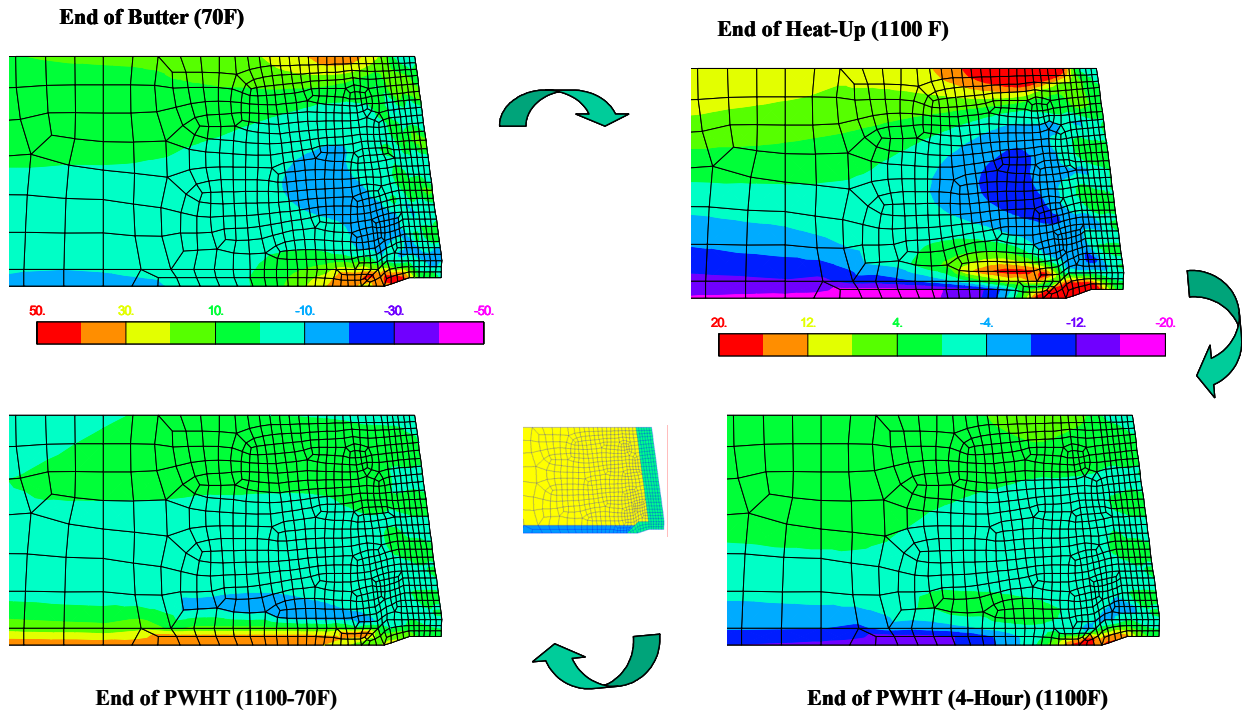 End of Butter (70F)
End of Heat-Up (1100 F)
50. 30. 10. -10. -30. -50.
20. 12. 4. -4. -12. -20.
End of PWHT (1100-70F)
End of PWHT (4-Hour) (1100F)